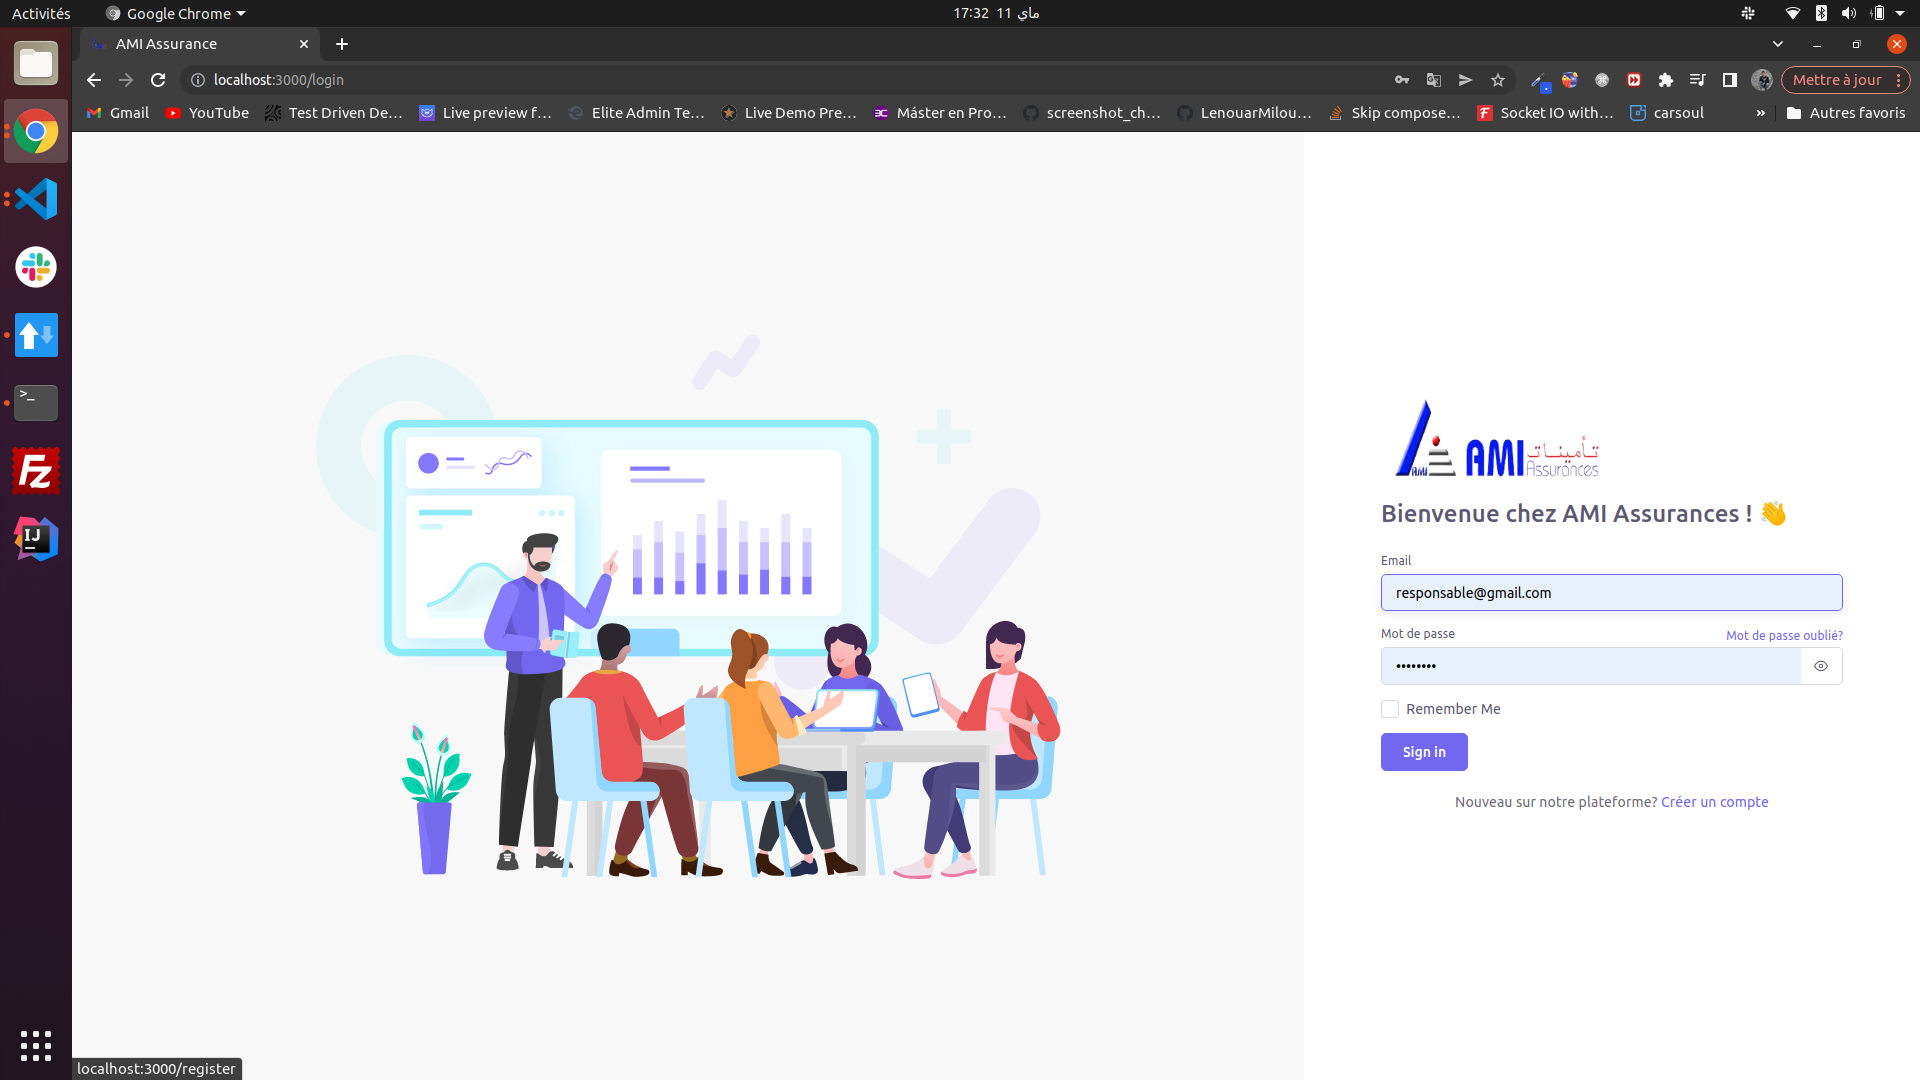 Activités
Google Chrome
17:32 11 ماي
AMI Assurance
localhost:3000/login
Mettre à jour
Gmail
YouTube
Test Driven De...
Live preview f...
Elite Admin Te...
Live Demo Pre...
Máster en Pro...
screenshot_ch...
LenouarMilou...
Skip compose...
Socket IO with...
carsoul
»
Autres favoris
AMI
AMI
تأمينات
Assurances
Bienvenue chez AMI Assurances ! 👋
Email
responsable@gmail.com
Mot de passe
Mot de passe oublié?
••••••••
Remember Me
Sign in
Nouveau sur notre plateforme? Créer un compte
>_
Fz
IJ
localhost:3000/register